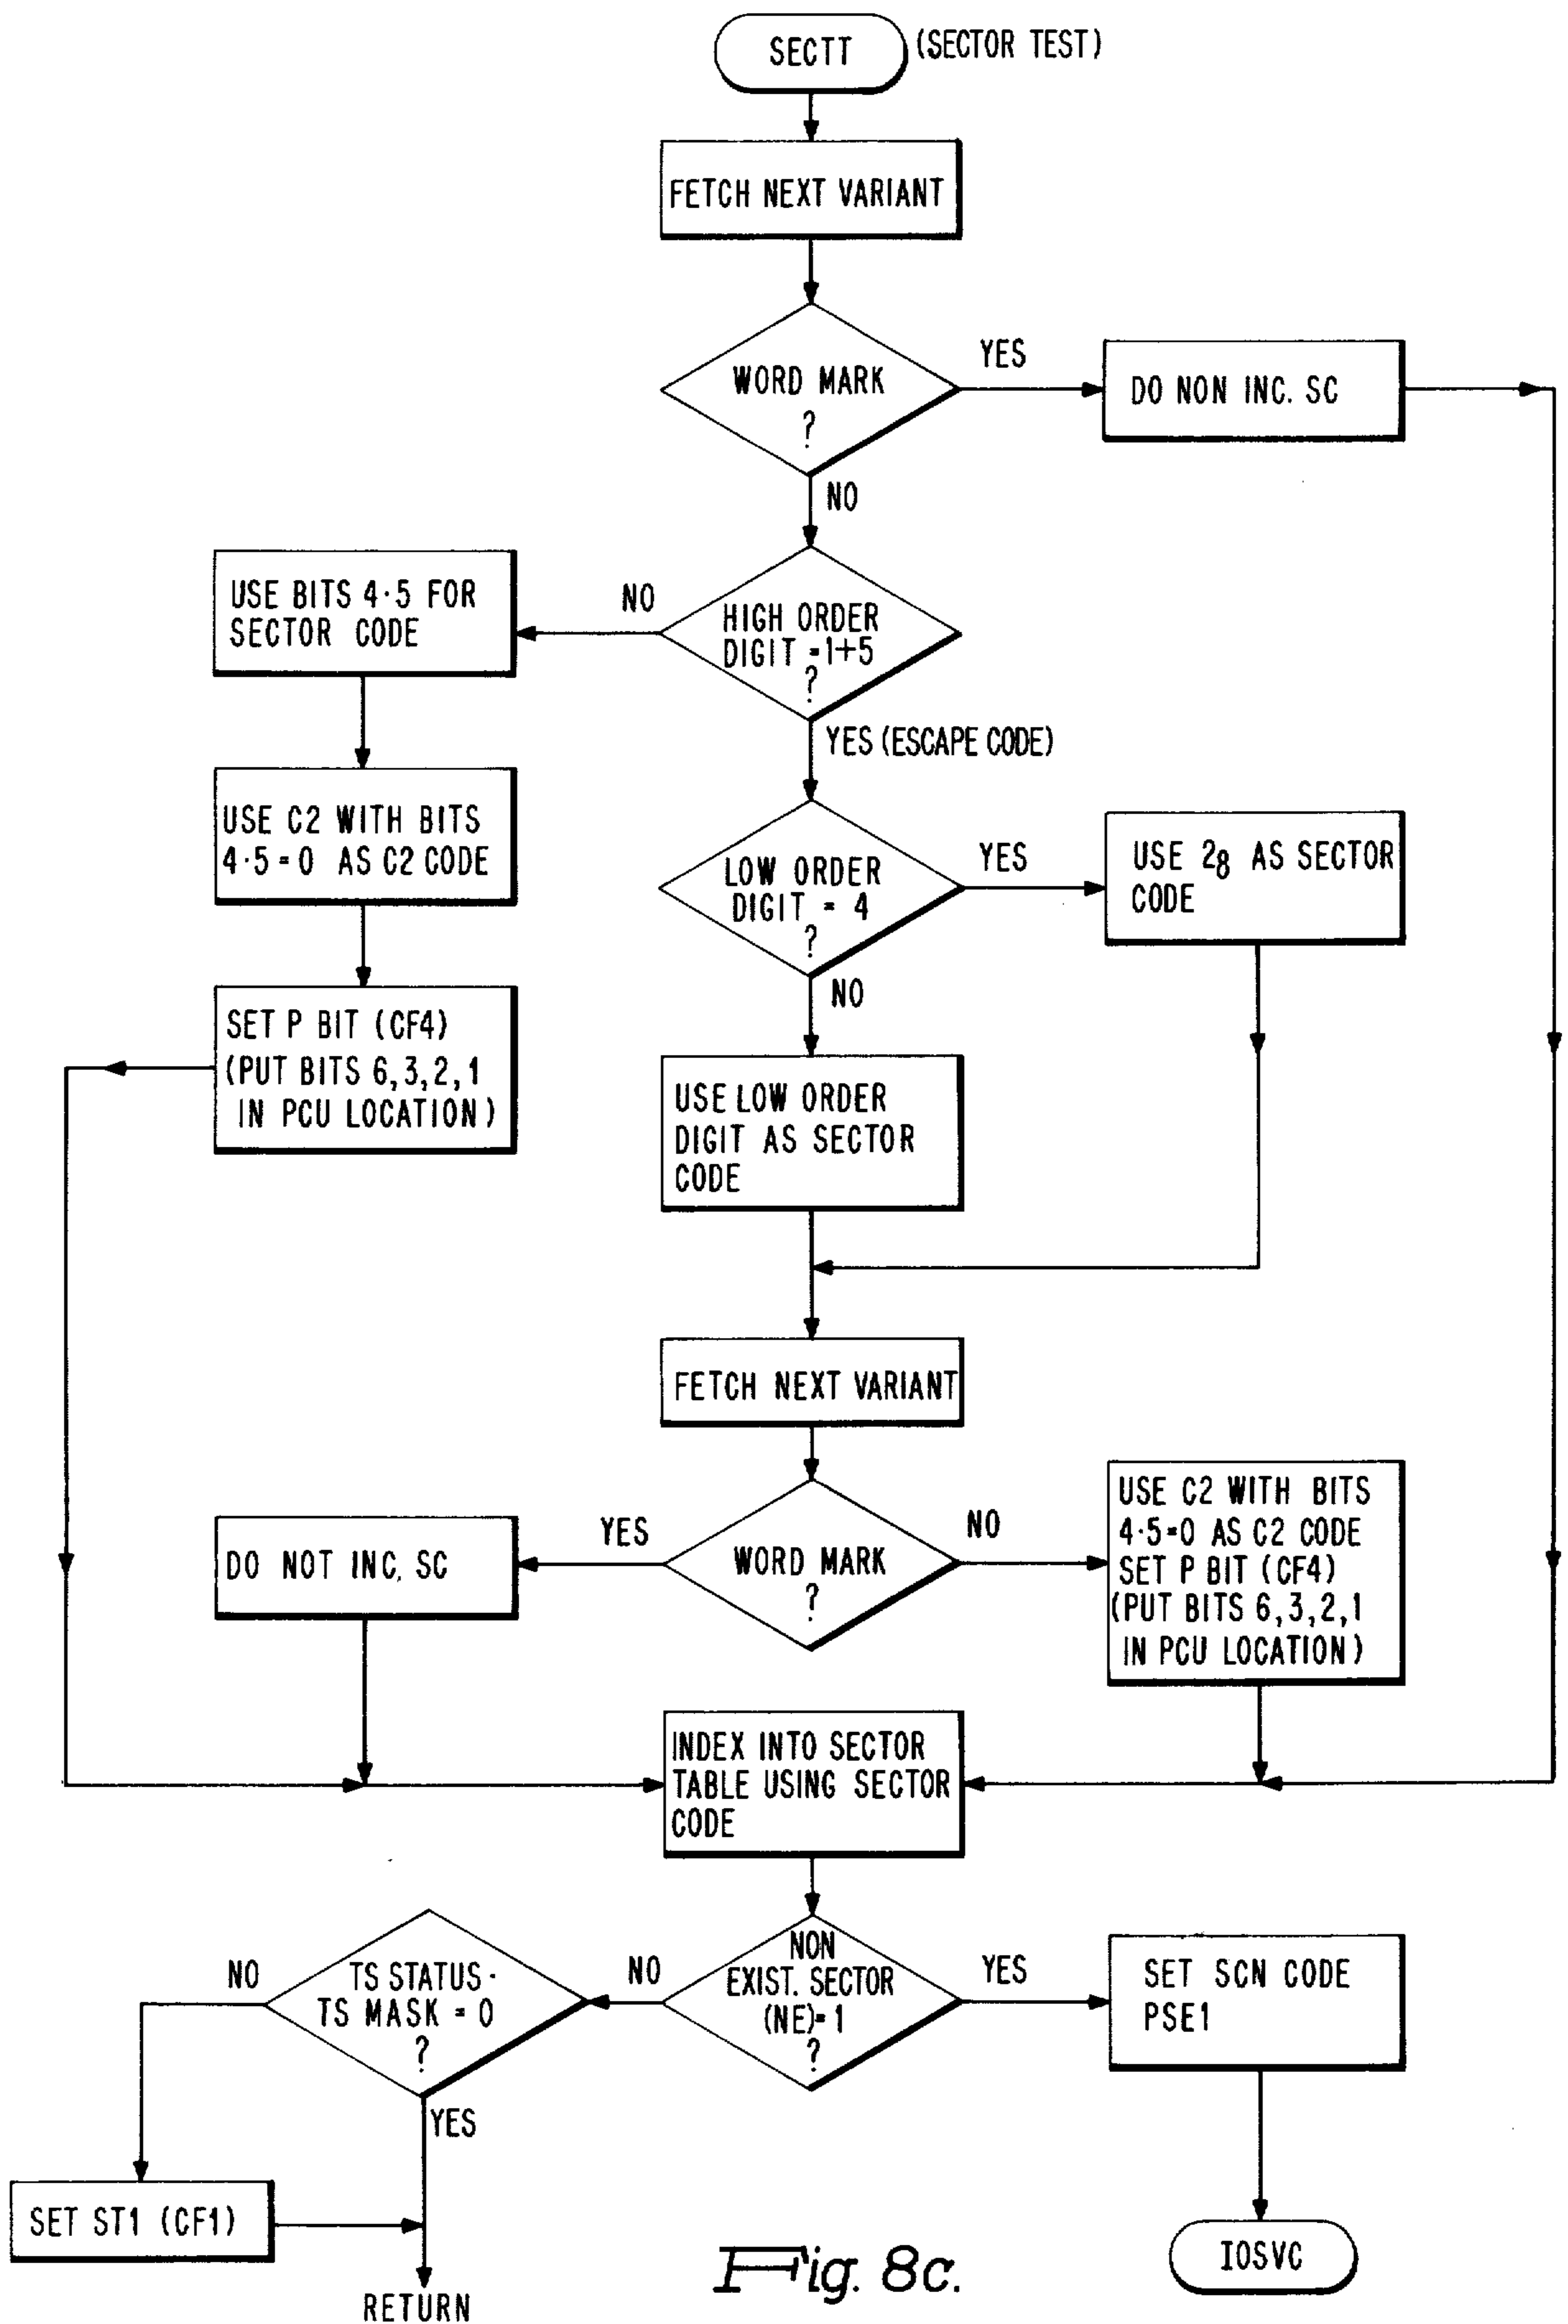 SECTT
(SECTOR TEST)
FETCH NEXT VARIANT
WORD MARK
?
YES
DO NON INC. SC
NO
HIGH ORDER
DIGIT =1+5
?
NO
USE BITS 4·5 FOR
SECTOR CODE
YES (ESCAPE CODE)
USE C2 WITH BITS
4·5=0 AS C2 CODE
LOW ORDER
DIGIT = 4
?
YES
USE 2₈ AS SECTOR
CODE
NO
SET P BIT (CF4)
(PUT BITS 6,3,2,1
IN PCU LOCATION)
USE LOW ORDER
DIGIT AS SECTOR
CODE
FETCH NEXT VARIANT
WORD MARK
?
YES
DO NOT INC. SC
NO
USE C2 WITH BITS
4·5=0 AS C2 CODE
SET P BIT (CF4)
(PUT BITS 6,3,2,1
IN PCU LOCATION)
INDEX INTO SECTOR
TABLE USING SECTOR
CODE
NON
EXIST. SECTOR
(NE)=1
?
YES
SET SCN CODE
PSE1
NO
TS STATUS·
TS MASK = 0
?
NO
YES
SET ST1 (CF1)
RETURN
IOSVC
Fig. 8c.